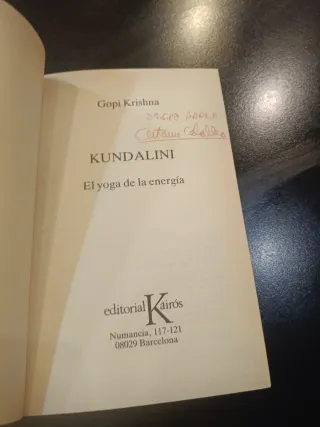 Gopi Krishna
KUNDALINI
El yoga de la energía
editorial Kairós
Numancia, 117-121
08029 Barcelona